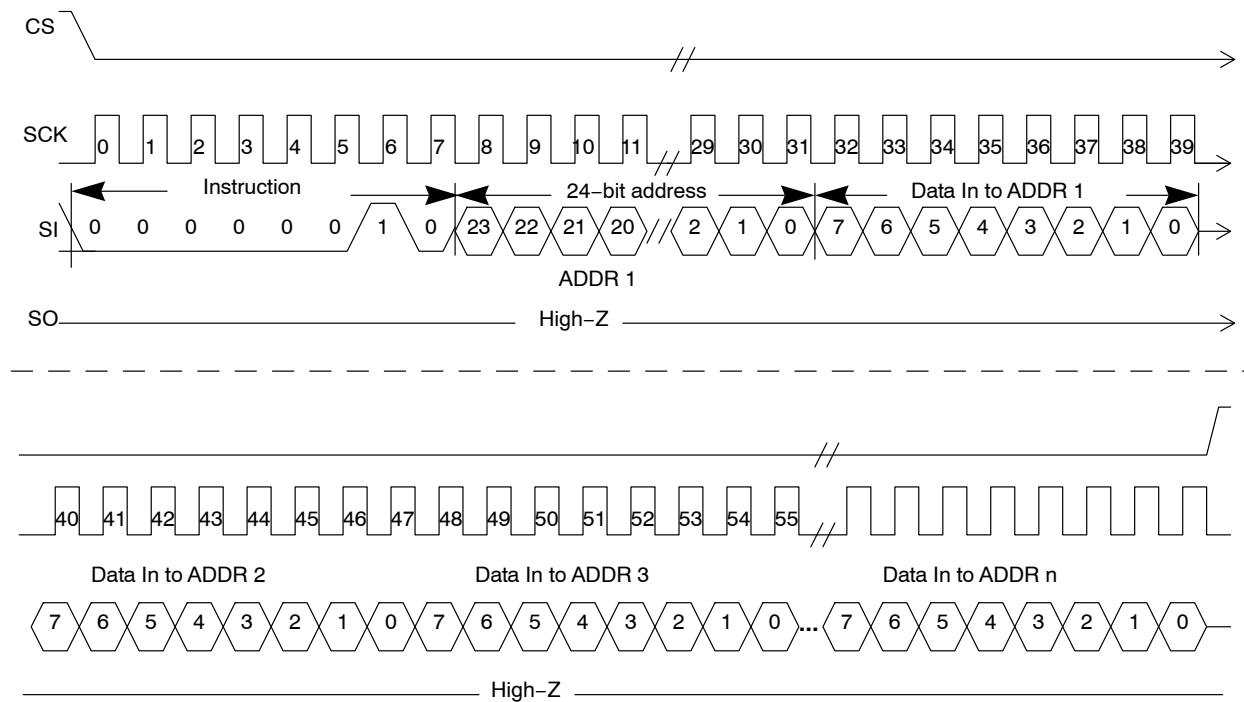 CS
SCK 0 1 2 3 4 5 6 7 8 9 10 11 29 30 31 32 33 34 35 36 37 38 39
Instruction 24−bit address Data In to ADDR 1
SI 0 0 0 0 0 0 1 0 23 22 21 20 2 1 0 7 6 5 4 3 2 1 0
ADDR 1
SO High−Z
40 41 42 43 44 45 46 47 48 49 50 51 52 53 54 55
Data In to ADDR 2 Data In to ADDR 3 Data In to ADDR n
7 6 5 4 3 2 1 0 7 6 5 4 3 2 1 0 ... 7 6 5 4 3 2 1 0
High−Z